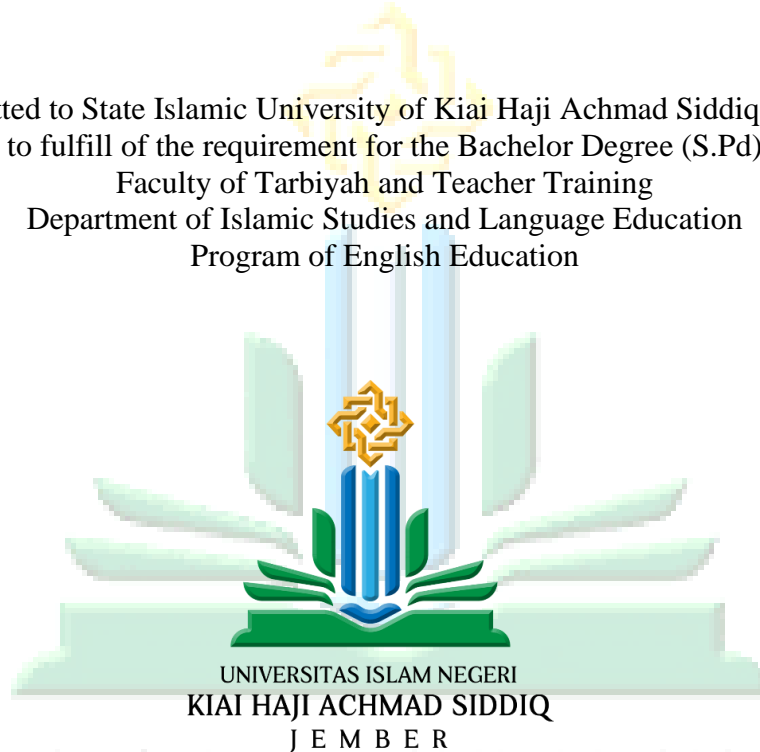 to State Islamic University of Kiai Haji Achmad Siddiq
to fulfill of the requirement for the Bachelor Degree (S.Pd)
Faculty of Tarbiyah and Teacher Training
Department of Islamic Studies and Language Education
Program of English Education
UNIVERSITAS ISLAM NEGERI
KIAI HAJI ACHMAD SIDDIQ
JEMBER